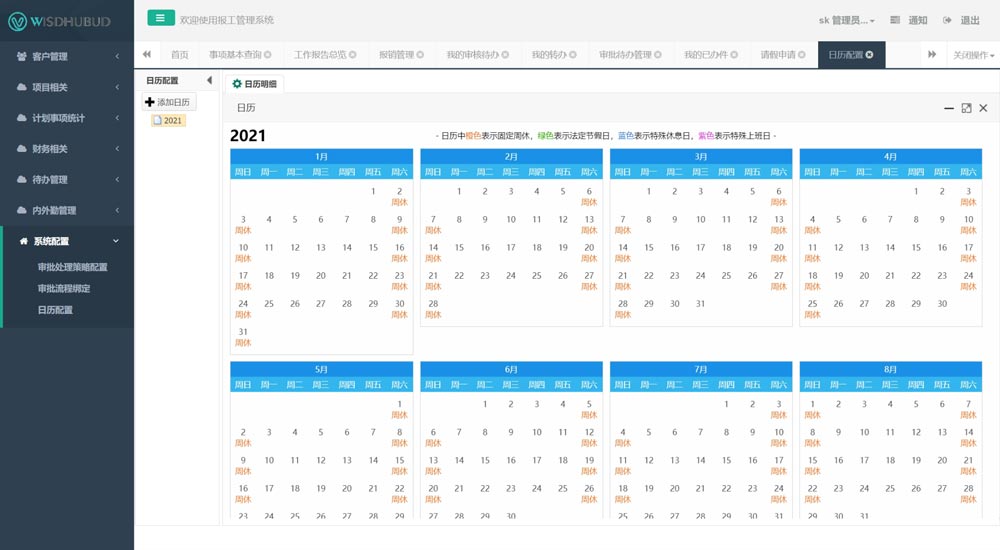 WISDHUBUD
欢迎使用报工管理系统
sk 管理员...
通知
退出
首页 事项基本查询 工作报告总览 报销管理 我的审核待办 我的转办 审批待办管理 我的已办件 请假申请 日历配置 关闭操作
客户管理
项目相关
计划事项统计
财务相关
待办管理
内外勤管理
系统配置
审批处理策略配置
审批流程绑定
日历配置
日历配置
添加日历
2021
日历明细
日历
2021
- 日历中橙色表示固定周休，绿色表示法定节假日，蓝色表示特殊休息日，紫色表示特殊上班日 -
1月
周日 周一 周二 周三 周四 周五 周六
1 2
周休
3 4 5 6 7 8 9
周休 周休
10 11 12 13 14 15 16
周休 周休
17 18 19 20 21 22 23
周休 周休
24 25 26 27 28 29 30
周休 周休
31
周休
2月
周日 周一 周二 周三 周四 周五 周六
1 2 3 4 5 6
周休
7 8 9 10 11 12 13
周休 周休
14 15 16 17 18 19 20
周休 周休
21 22 23 24 25 26 27
周休 周休
28
周休
3月
周日 周一 周二 周三 周四 周五 周六
1 2 3 4 5 6
周休
7 8 9 10 11 12 13
周休 周休
14 15 16 17 18 19 20
周休 周休
21 22 23 24 25 26 27
周休 周休
28 29 30 31
周休
4月
周日 周一 周二 周三 周四 周五 周六
1 2 3
周休
4 5 6 7 8 9 10
周休 周休
11 12 13 14 15 16 17
周休 周休
18 19 20 21 22 23 24
周休 周休
25 26 27 28 29 30
周休
5月
周日 周一 周二 周三 周四 周五 周六
1
周休
2 3 4 5 6 7 8
周休 周休
9 10 11 12 13 14 15
周休 周休
16 17 18 19 20 21 22
周休 周休
23 24 25 26 27 28 29
6月
周日 周一 周二 周三 周四 周五 周六
1 2 3 4 5
周休
6 7 8 9 10 11 12
周休 周休
13 14 15 16 17 18 19
周休 周休
20 21 22 23 24 25 26
周休 周休
27 28 29 30
7月
周日 周一 周二 周三 周四 周五 周六
1 2 3
周休
4 5 6 7 8 9 10
周休 周休
11 12 13 14 15 16 17
周休 周休
18 19 20 21 22 23 24
周休 周休
25 26 27 28 29 30 31
8月
周日 周一 周二 周三 周四 周五 周六
1 2 3 4 5 6 7
周休 周休
8 9 10 11 12 13 14
周休 周休
15 16 17 18 19 20 21
周休 周休
22 23 24 25 26 27 28
周休 周休
29 30 31